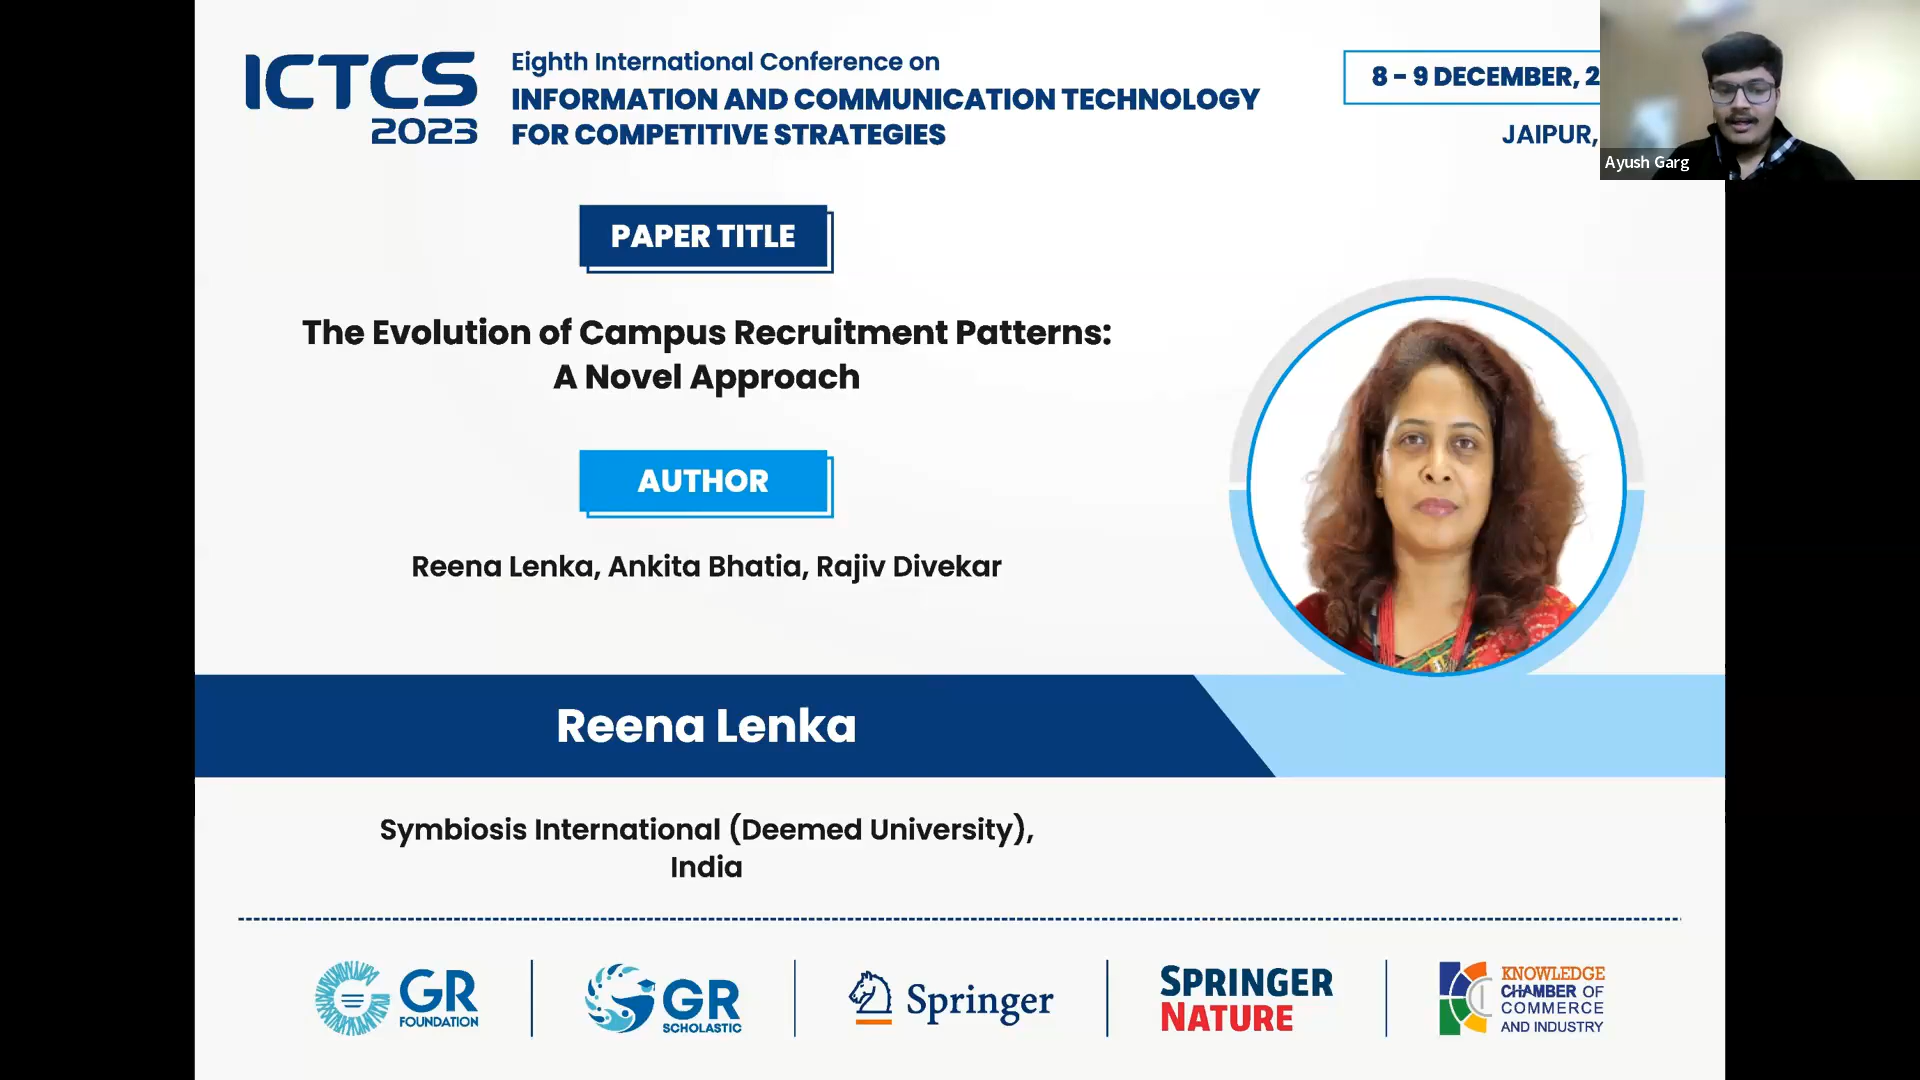 ICTCS
2023
Eighth International Conference on
INFORMATION AND COMMUNICATION TECHNOLOGY
FOR COMPETITIVE STRATEGIES
8 - 9 DECEMBER, 2
JAIPUR,
Ayush Garg
PAPER TITLE
The Evolution of Campus Recruitment Patterns:
A Novel Approach
AUTHOR
Reena Lenka, Ankita Bhatia, Rajiv Divekar
Reena Lenka
Symbiosis International (Deemed University),
India
GR
FOUNDATION
GR
SCHOLASTIC
Springer
SPRINGER
NATURE
KNOWLEDGE
CHAMBER OF
COMMERCE
AND INDUSTRY